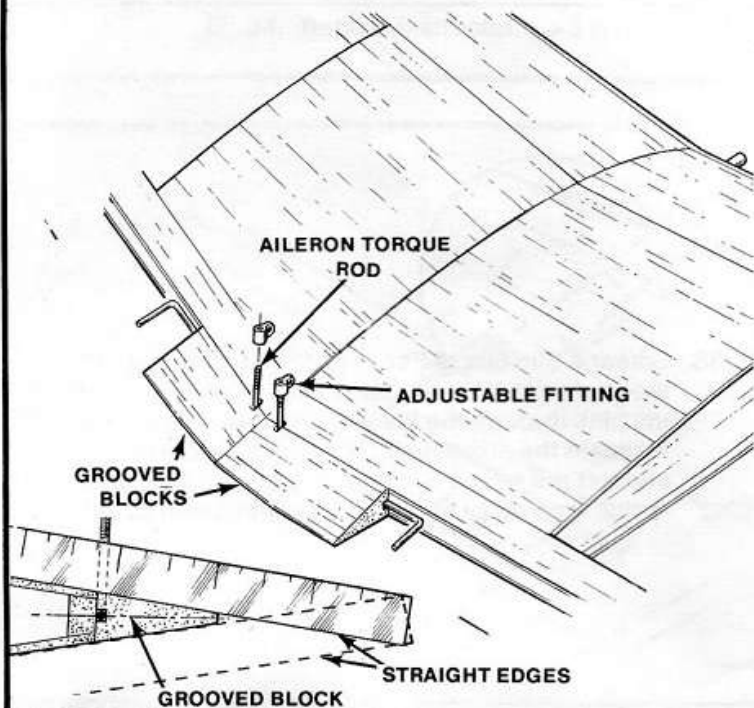 AILERON TORQUE
ROD
ADJUSTABLE FITTING
GROOVED
BLOCKS
STRAIGHT EDGES
GROOVED BLOCK